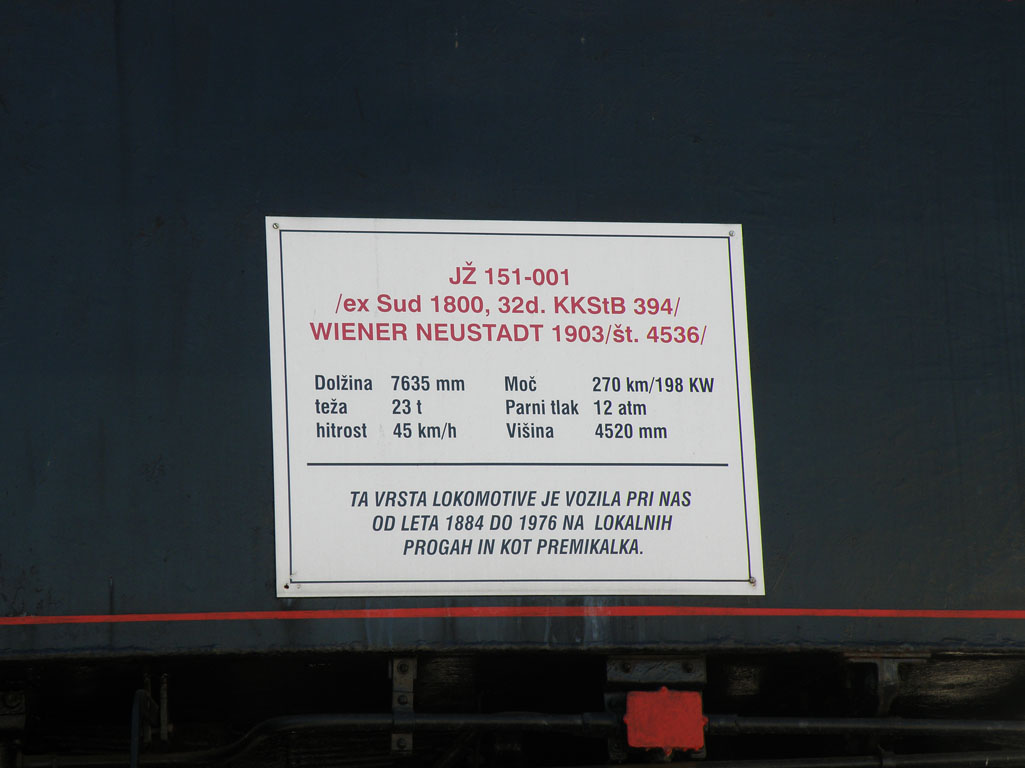 JŽ 151-001
/ex Sud 1800, 32d. KKStB 394/
WIENER NEUSTADT 1903/št. 4536/
Dolžina 7635 mm Moč 270 km/198 KW
teža 23 t Parni tlak 12 atm
hitrost 45 km/h Višina 4520 mm
TA VRSTA LOKOMOTIVE JE VOZILA PRI NAS
OD LETA 1884 DO 1976 NA LOKALNIH
PROGAH IN KOT PREMIKALKA.